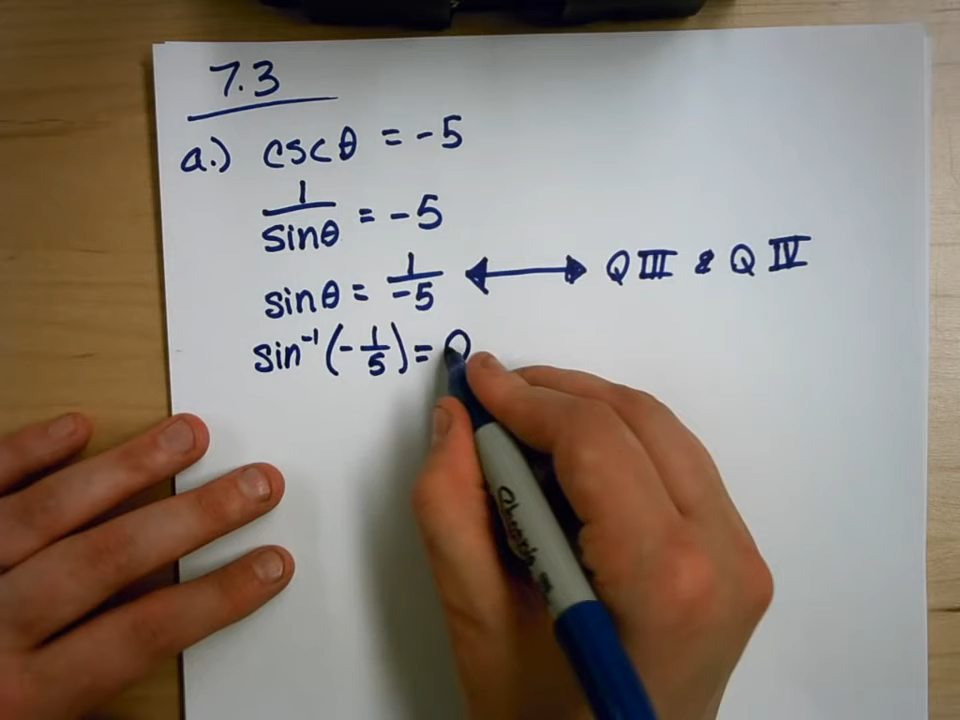 7.3
a.) cscθ = -5
1/sinθ = -5
sinθ = 1/-5 ↔ Q III & Q IV
sin⁻¹(-1/5) = 
Sharpie